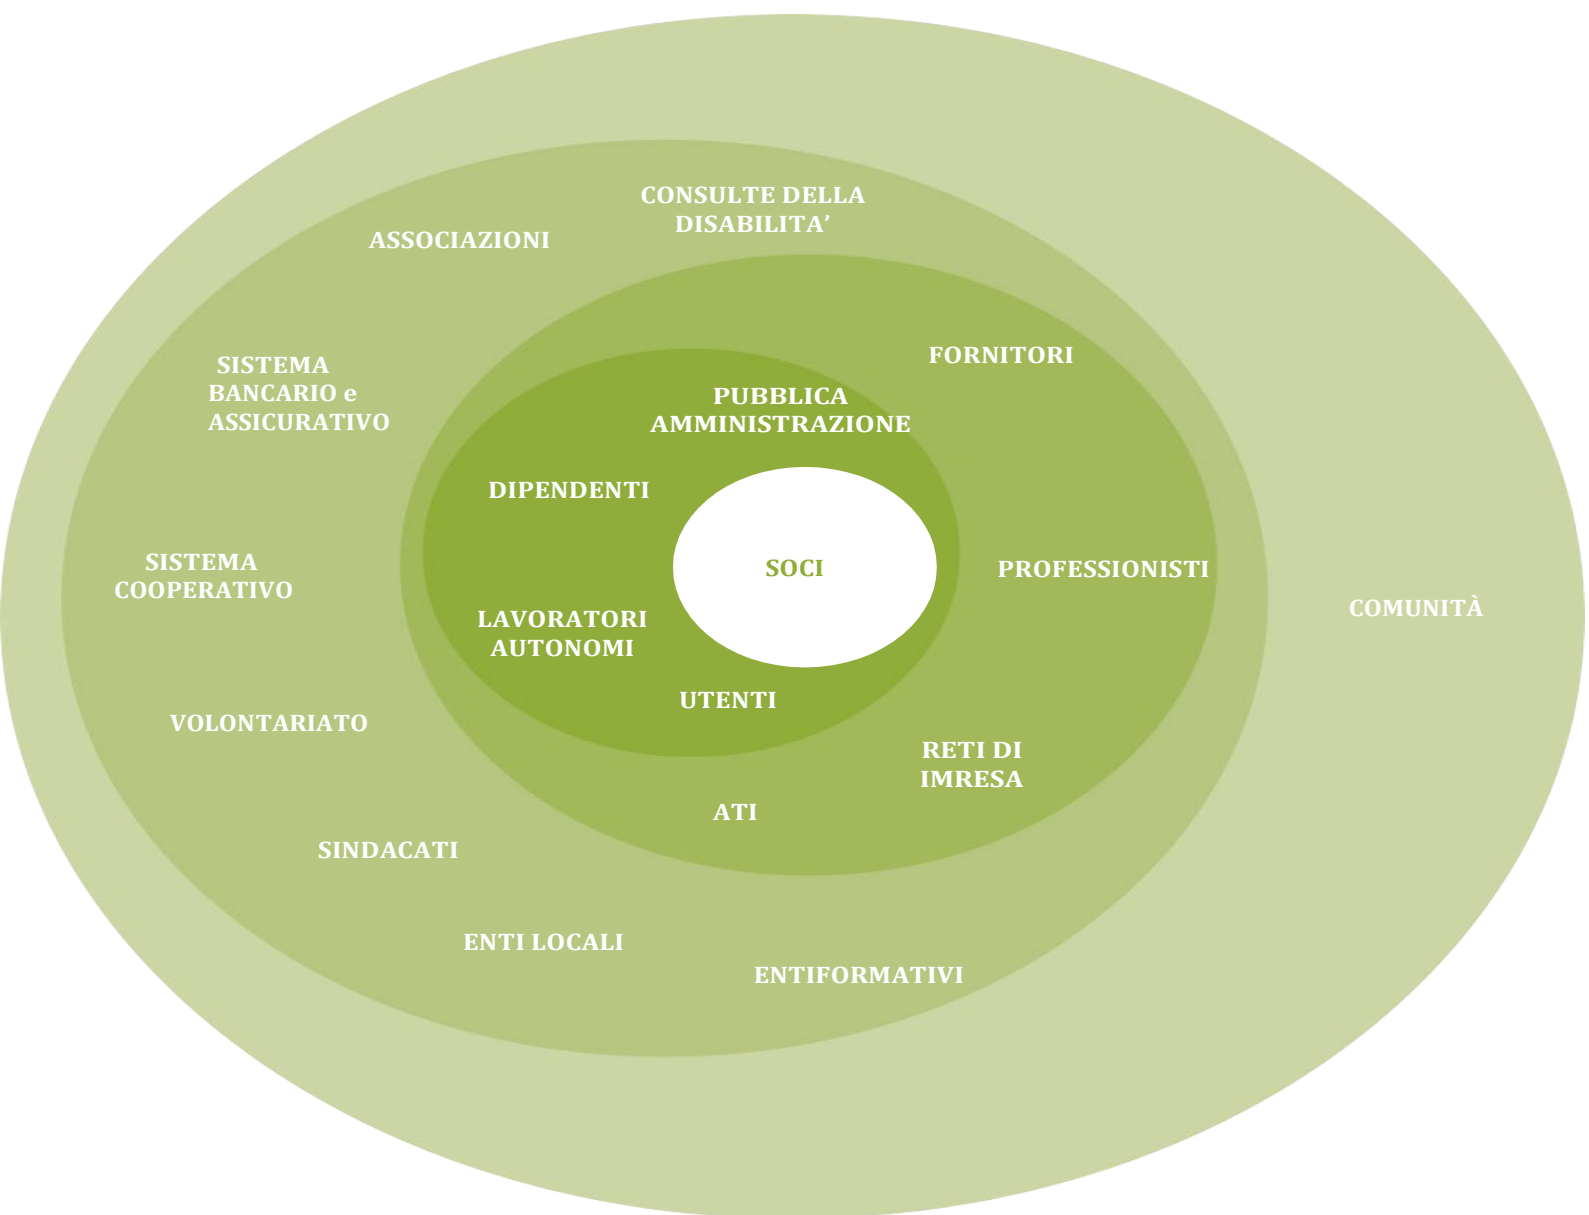 CONSULTE DELLA
DISABILITA’
ASSOCIAZIONI
FORNITORI
SISTEMA
BANCARIO e
ASSICURATIVO
PUBBLICA
AMMINISTRAZIONE
DIPENDENTI
SOCI
PROFESSIONISTI
SISTEMA
COOPERATIVO
COMUNITÀ
LAVORATORI
AUTONOMI
UTENTI
VOLONTARIATO
RETI DI
IMRESA
ATI
SINDACATI
ENTI LOCALI
ENTIFORMATIVI